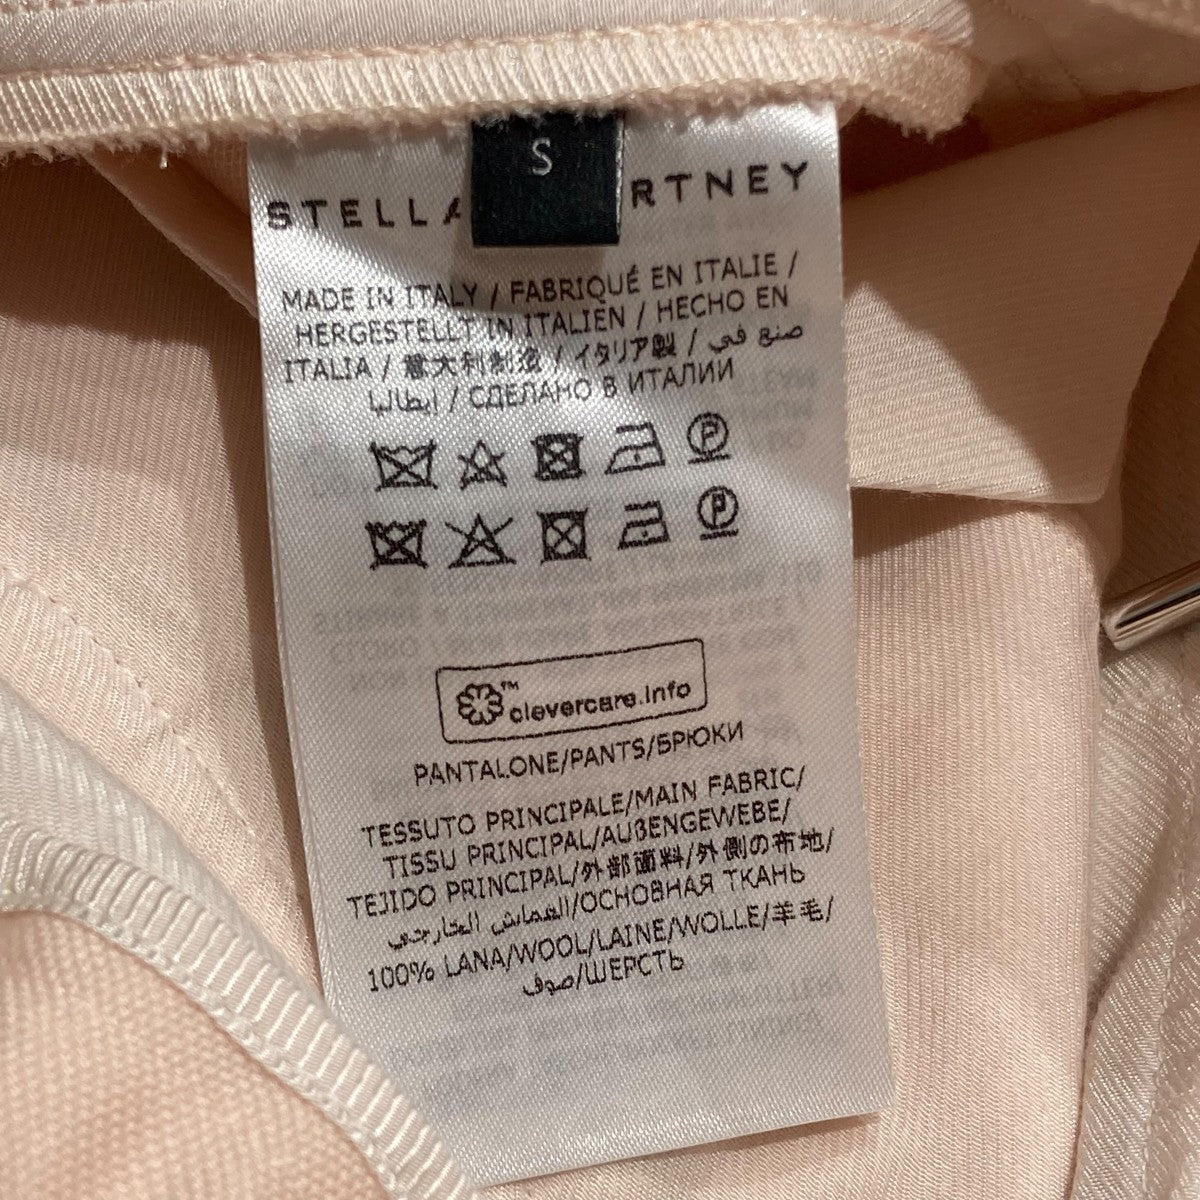 S
STELLA RTNEY
MADE IN ITALY / FABRIQUÉ EN ITALIE /
HERGESTELLT IN ITALIEN / HECHO EN
ITALIA / 意大利制造 / イタリア製 / صنع في
إيطاليا / СДЕЛАНО В ИТАЛИИ
P
P
™ clevercare.info
PANTALONE/PANTS/БРЮКИ
TESSUTO PRINCIPALE/MAIN FABRIC/
TISSU PRINCIPAL/AUßENGEWEBE/
TEJIDO PRINCIPAL/外部面料/外側の布地/
القماش الخارجي/ОСНОВНАЯ ТКАНЬ
100% LANA/WOOL/LAINE/WOLLE/羊毛/
صوف/ШЕРСТЬ